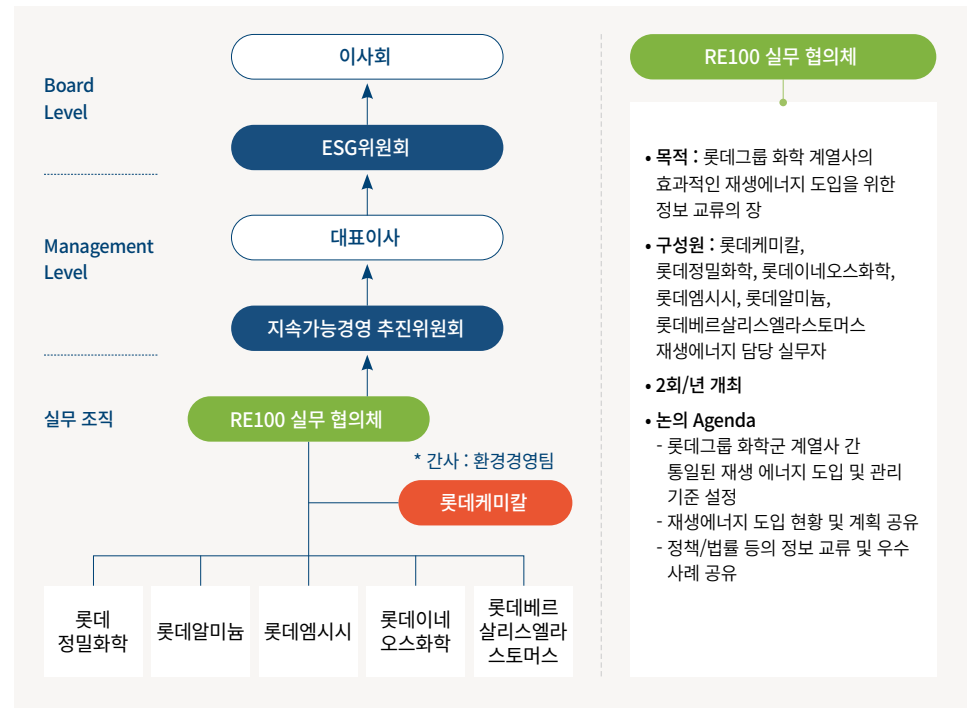 Board
Level
이사회
ESG위원회
Management
Level
대표이사
지속가능경영 추진위원회
실무 조직
RE100 실무 협의체
* 간사 : 환경경영팀
롯데케미칼
롯데
정밀화학
롯데알미늄
롯데엠시시
롯데이네
오스화학
롯데베르
살리스엘라
스토머스
RE100 실무 협의체
• 목적 : 롯데그룹 화학 계열사의
효과적인 재생에너지 도입을 위한
정보 교류의 장
• 구성원 : 롯데케미칼,
롯데정밀화학, 롯데이네오스화학,
롯데엠시시, 롯데알미늄,
롯데베르살리스엘라스토머스
재생에너지 담당 실무자
• 2회/년 개최
• 논의 Agenda
- 롯데그룹 화학군 계열사 간
통일된 재생 에너지 도입 및 관리
기준 설정
- 재생에너지 도입 현황 및 계획 공유
- 정책/법률 등의 정보 교류 및 우수
사례 공유